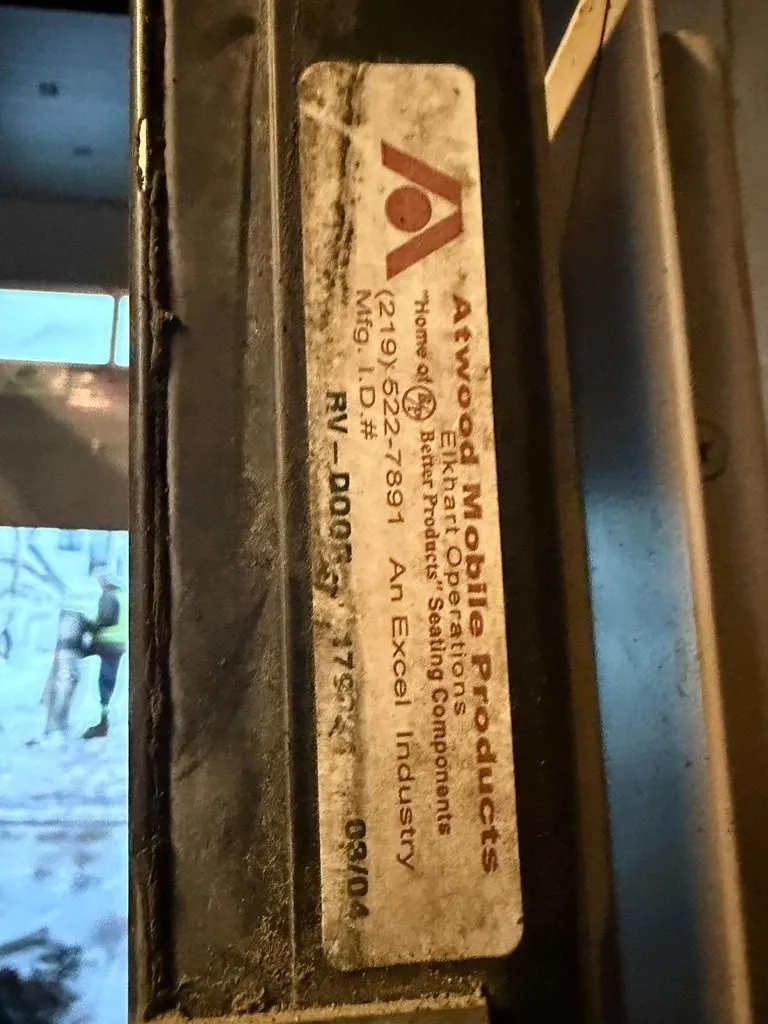 Atwood Mobile Products
Elkhart Operations
"Home of Better Products" Seating Components
(219) 522-7891 An Excel Industry
Mfg. I.D.#
03/04